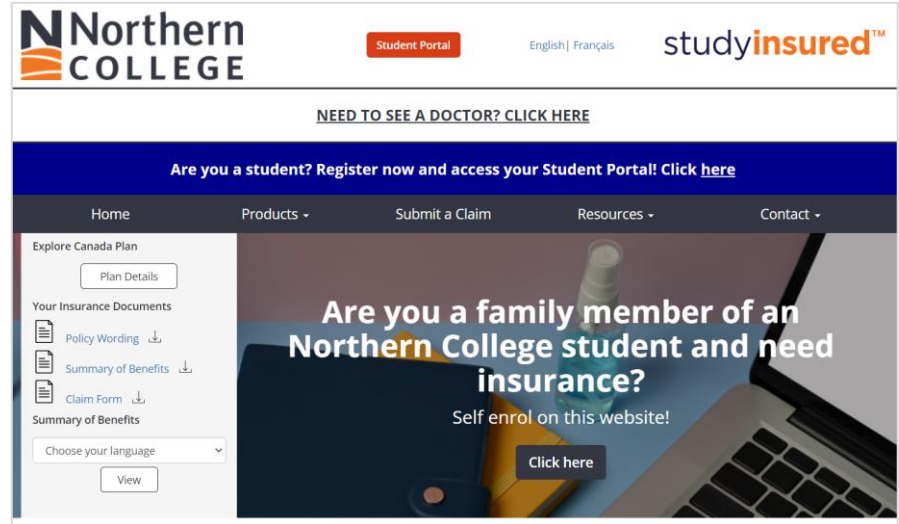 Northern
COLLEGE
Student Portal
English| Français
studyinsured™
NEED TO SEE A DOCTOR? CLICK HERE
Are you a student? Register now and access your Student Portal! Click here
Home
Products
Submit a Claim
Resources
Contact
Explore Canada Plan
Plan Details
Your Insurance Documents
Policy Wording
Summary of Benefits
Claim Form
Summary of Benefits
Choose your language
View
Are you a family member of an
Northern College student and need
insurance?
Self enrol on this website!
Click here